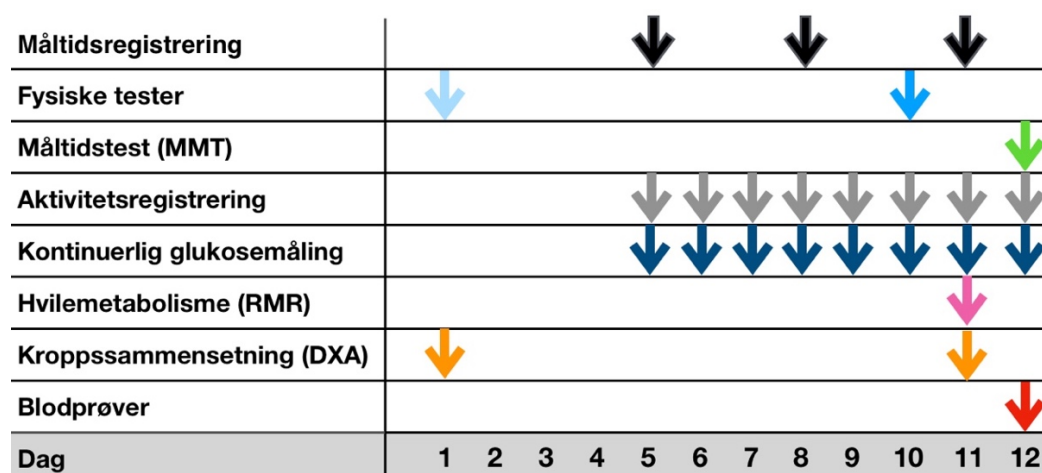 Måltidsregistrering
Fysiske tester
Måltidstest (MMT)
Aktivitetsregistrering
Kontinuerlig glukosemåling
Hvilemetabolisme (RMR)
Kroppssammensetning (DXA)
Blodprøver
Dag 1 2 3 4 5 6 7 8 9 10 11 12